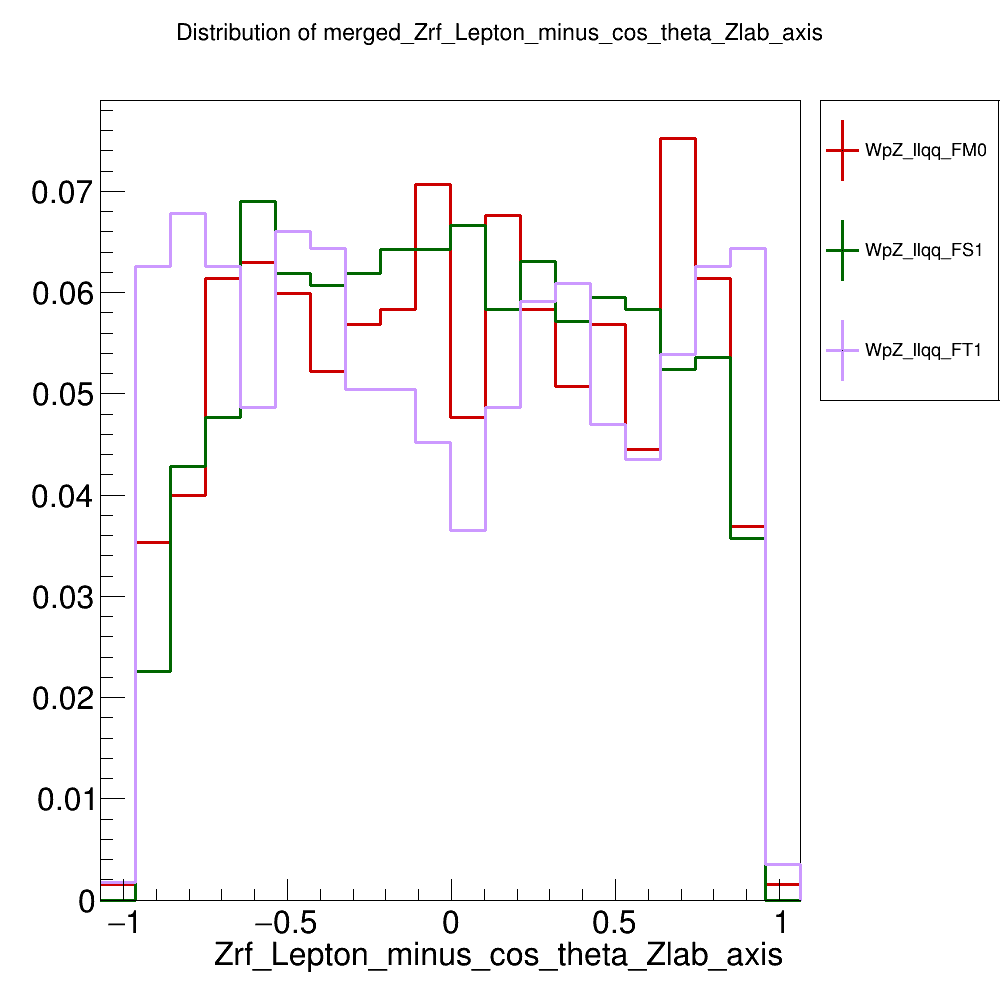 Distribution of merged_Zrf_Lepton_minus_cos_theta_Zlab_axis
0.07
0.06
0.05
0.04
0.03
0.02
0.01
0
−1
−0.5
0
0.5
1
Zrf_Lepton_minus_cos_theta_Zlab_axis
WpZ_llqq_FM0
WpZ_llqq_FS1
WpZ_llqq_FT1